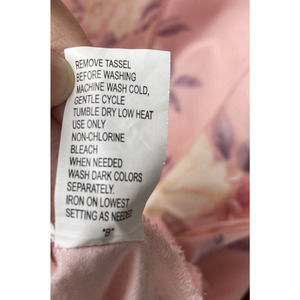 REMOVE TASSEL
BEFORE WASHING
MACHINE WASH COLD,
GENTLE CYCLE
TUMBLE DRY LOW HEAT
USE ONLY
NON-CHLORINE
BLEACH
WHEN NEEDED
WASH DARK COLORS
SEPARATELY.
IRON ON LOWEST
SETTING AS NEEDED
"B"